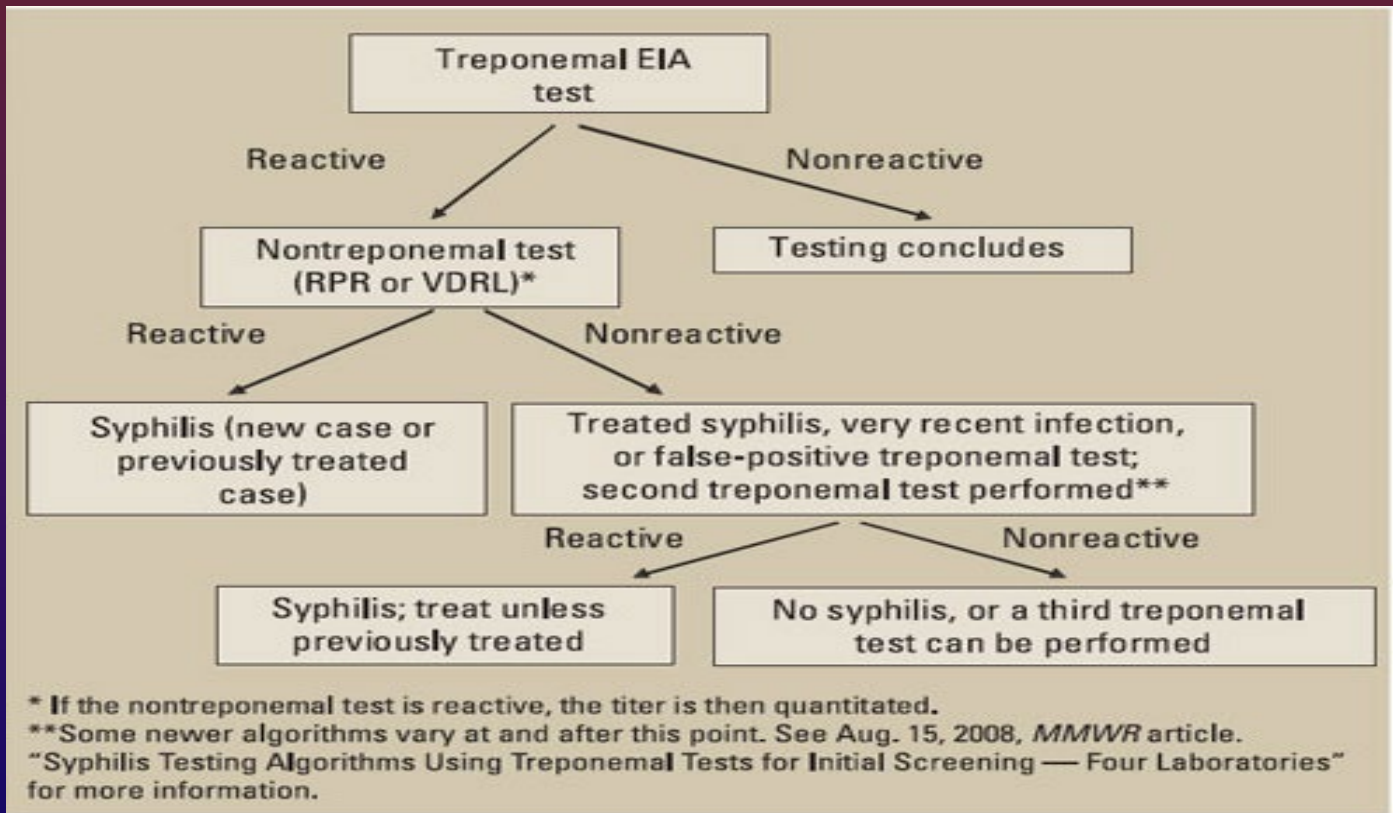 Treponemal EIA
test
Reactive
Nonreactive
Nontreponemal test
(RPR or VDRL)*
Testing concludes
Reactive
Nonreactive
Syphilis (new case or
previously treated
case)
Treated syphilis, very recent infection,
or false-positive treponemal test;
second treponemal test performed**
Reactive
Nonreactive
Syphilis; treat unless
previously treated
No syphilis, or a third treponemal
test can be performed
* If the nontreponemal test is reactive, the titer is then quantitated.
**Some newer algorithms vary at and after this point. See Aug. 15, 2008, MMWR article.
"Syphilis Testing Algorithms Using Treponemal Tests for Initial Screening — Four Laboratories"
for more information.